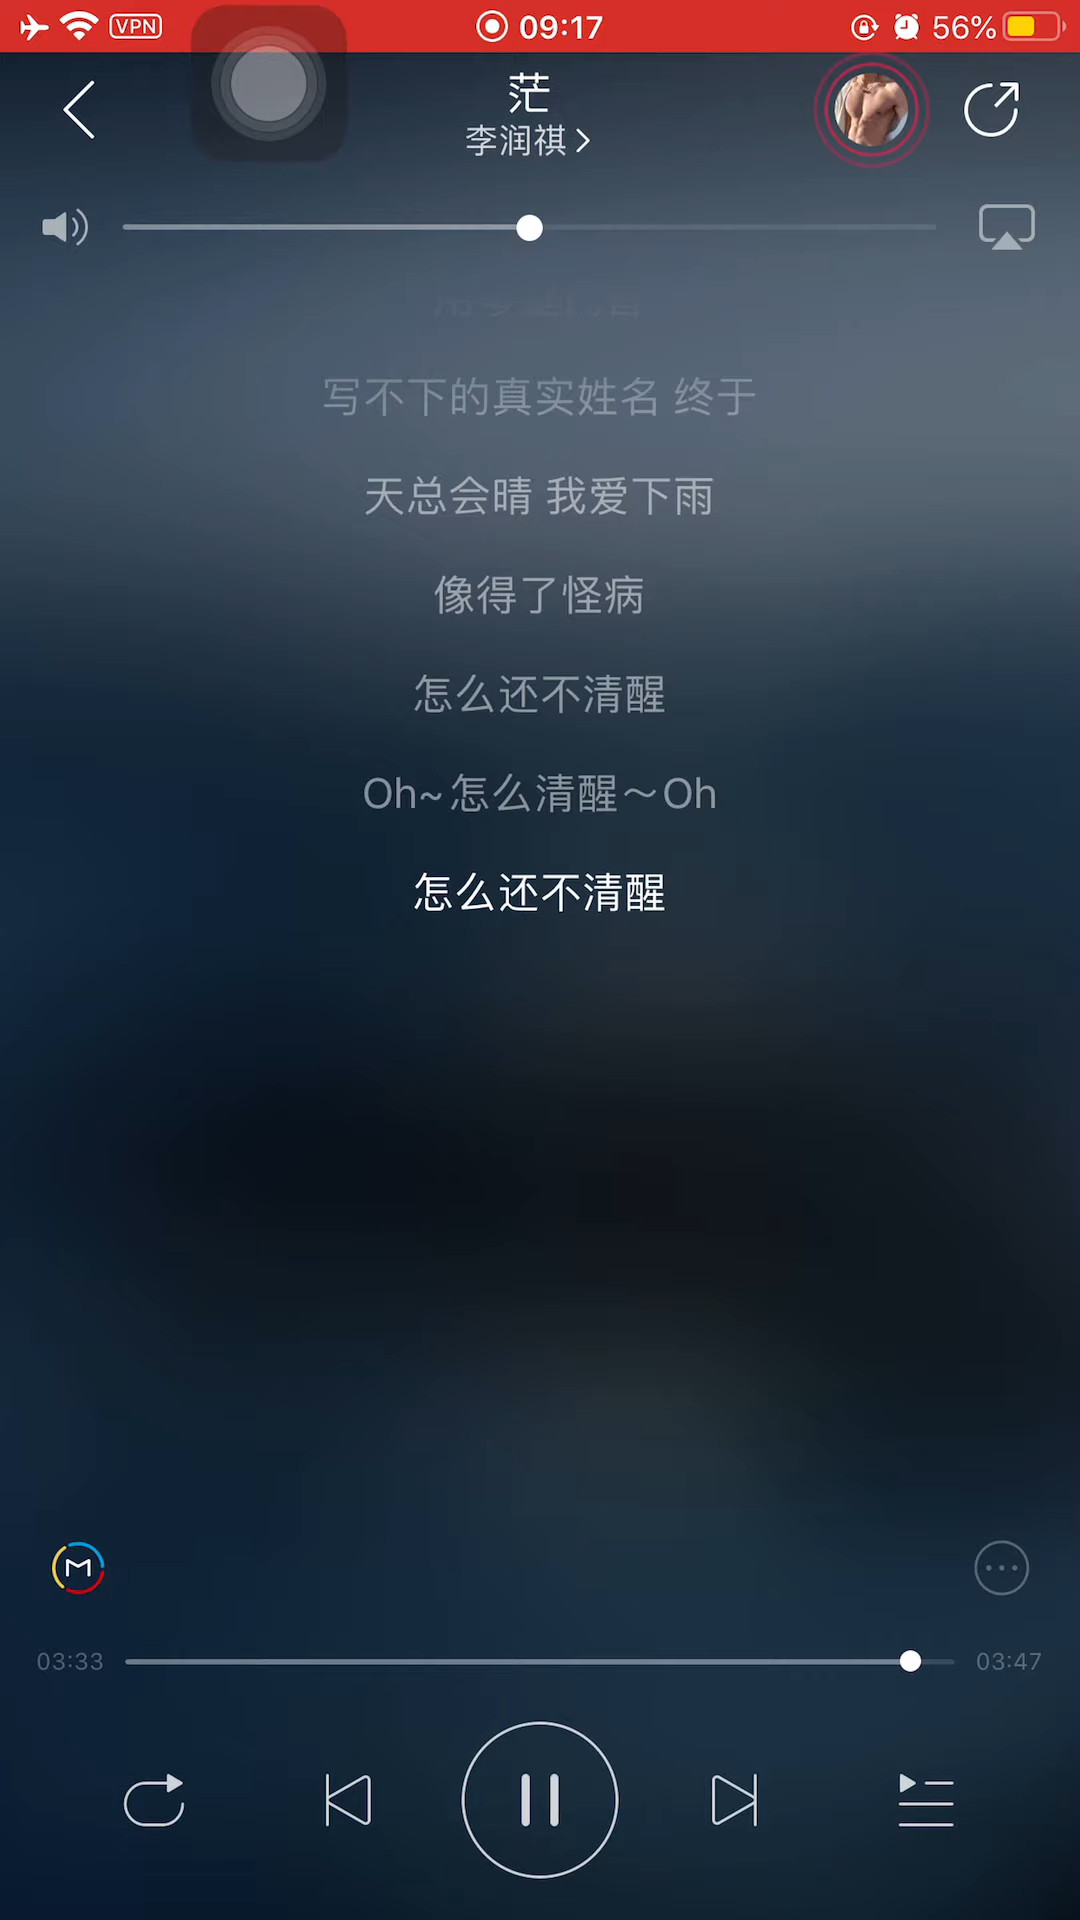 VPN 09:17 56%
茫
李润祺
写不下的真实姓名 终于
天总会晴 我爱下雨
像得了怪病
怎么还不清醒
Oh~怎么清醒～Oh
怎么还不清醒
M
03:33 03:47